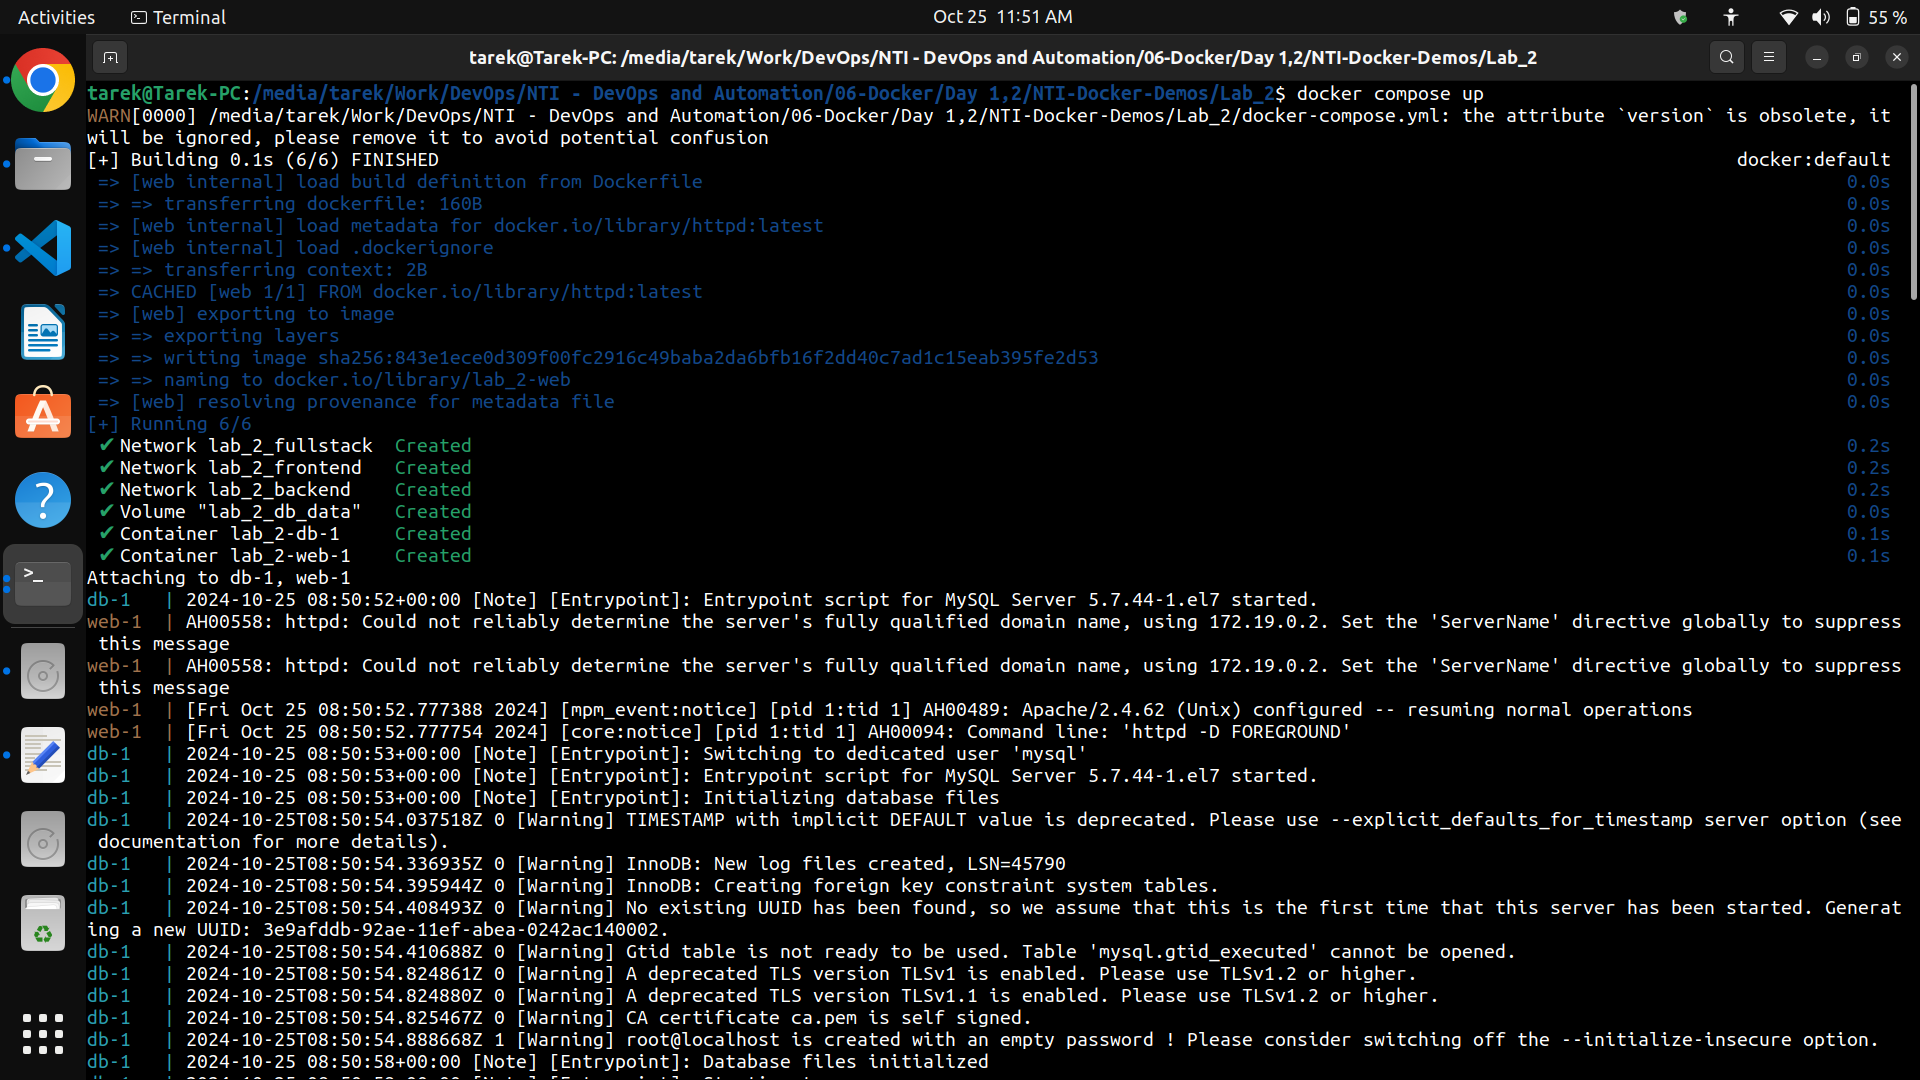 Activities
Terminal
Oct 25 11:51 AM
55 %
tarek@Tarek-PC: /media/tarek/Work/DevOps/NTI - DevOps and Automation/06-Docker/Day 1,2/NTI-Docker-Demos/Lab_2
tarek@Tarek-PC:/media/tarek/Work/DevOps/NTI - DevOps and Automation/06-Docker/Day 1,2/NTI-Docker-Demos/Lab_2$ docker compose up
WARN[0000] /media/tarek/Work/DevOps/NTI - DevOps and Automation/06-Docker/Day 1,2/NTI-Docker-Demos/Lab_2/docker-compose.yml: the attribute `version` is obsolete, it
will be ignored, please remove it to avoid potential confusion
[+] Building 0.1s (6/6) FINISHED docker:default
=> [web internal] load build definition from Dockerfile 0.0s
=> => transferring dockerfile: 160B 0.0s
=> [web internal] load metadata for docker.io/library/httpd:latest 0.0s
=> [web internal] load .dockerignore 0.0s
=> => transferring context: 2B 0.0s
=> CACHED [web 1/1] FROM docker.io/library/httpd:latest 0.0s
=> [web] exporting to image 0.0s
=> => exporting layers 0.0s
=> => writing image sha256:843e1ece0d309f00fc2916c49baba2da6bfb16f2dd40c7ad1c15eab395fe2d53 0.0s
=> => naming to docker.io/library/lab_2-web 0.0s
=> [web] resolving provenance for metadata file 0.0s
[+] Running 6/6
✔ Network lab_2_fullstack Created 0.2s
✔ Network lab_2_frontend Created 0.2s
✔ Network lab_2_backend Created 0.2s
✔ Volume "lab_2_db_data" Created 0.0s
✔ Container lab_2-db-1 Created 0.1s
✔ Container lab_2-web-1 Created 0.1s
Attaching to db-1, web-1
db-1 | 2024-10-25 08:50:52+00:00 [Note] [Entrypoint]: Entrypoint script for MySQL Server 5.7.44-1.el7 started.
web-1 | AH00558: httpd: Could not reliably determine the server's fully qualified domain name, using 172.19.0.2. Set the 'ServerName' directive globally to suppress
this message
web-1 | AH00558: httpd: Could not reliably determine the server's fully qualified domain name, using 172.19.0.2. Set the 'ServerName' directive globally to suppress
this message
web-1 | [Fri Oct 25 08:50:52.777388 2024] [mpm_event:notice] [pid 1:tid 1] AH00489: Apache/2.4.62 (Unix) configured -- resuming normal operations
web-1 | [Fri Oct 25 08:50:52.777754 2024] [core:notice] [pid 1:tid 1] AH00094: Command line: 'httpd -D FOREGROUND'
db-1 | 2024-10-25 08:50:53+00:00 [Note] [Entrypoint]: Switching to dedicated user 'mysql'
db-1 | 2024-10-25 08:50:53+00:00 [Note] [Entrypoint]: Entrypoint script for MySQL Server 5.7.44-1.el7 started.
db-1 | 2024-10-25 08:50:53+00:00 [Note] [Entrypoint]: Initializing database files
db-1 | 2024-10-25T08:50:54.037518Z 0 [Warning] TIMESTAMP with implicit DEFAULT value is deprecated. Please use --explicit_defaults_for_timestamp server option (see
documentation for more details).
db-1 | 2024-10-25T08:50:54.336935Z 0 [Warning] InnoDB: New log files created, LSN=45790
db-1 | 2024-10-25T08:50:54.395944Z 0 [Warning] InnoDB: Creating foreign key constraint system tables.
db-1 | 2024-10-25T08:50:54.408493Z 0 [Warning] No existing UUID has been found, so we assume that this is the first time that this server has been started. Generat
ing a new UUID: 3e9afddb-92ae-11ef-abea-0242ac140002.
db-1 | 2024-10-25T08:50:54.410688Z 0 [Warning] Gtid table is not ready to be used. Table 'mysql.gtid_executed' cannot be opened.
db-1 | 2024-10-25T08:50:54.824861Z 0 [Warning] A deprecated TLS version TLSv1 is enabled. Please use TLSv1.2 or higher.
db-1 | 2024-10-25T08:50:54.824880Z 0 [Warning] A deprecated TLS version TLSv1.1 is enabled. Please use TLSv1.2 or higher.
db-1 | 2024-10-25T08:50:54.825467Z 0 [Warning] CA certificate ca.pem is self signed.
db-1 | 2024-10-25T08:50:54.888668Z 1 [Warning] root@localhost is created with an empty password ! Please consider switching off the --initialize-insecure option.
db-1 | 2024-10-25 08:50:58+00:00 [Note] [Entrypoint]: Database files initialized